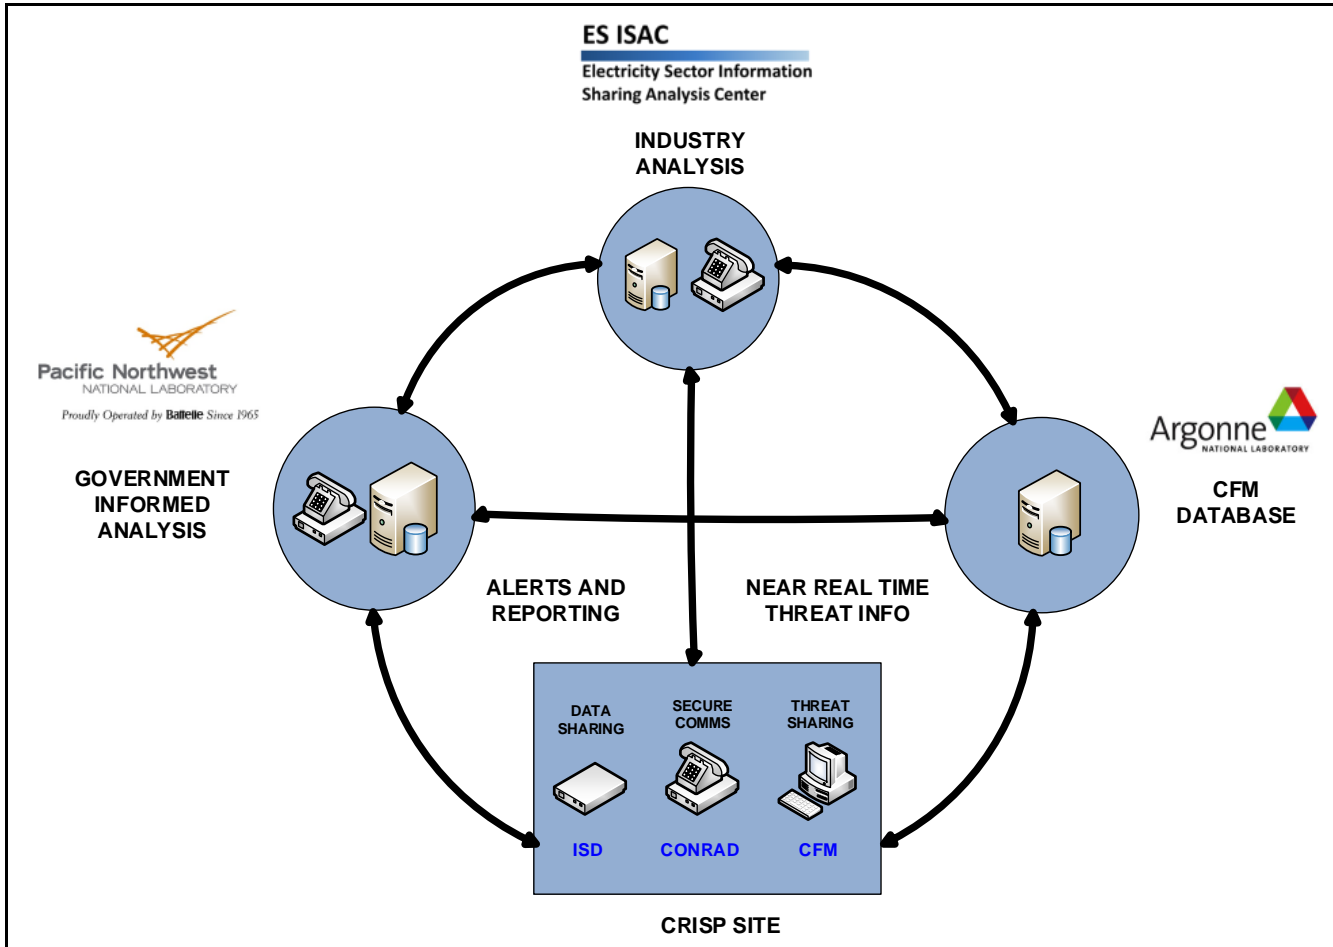 ES ISAC
Electricity Sector Information
Sharing Analysis Center
INDUSTRY
ANALYSIS
Pacific Northwest
NATIONAL LABORATORY
Proudly Operated by Battelle Since 1965
GOVERNMENT
INFORMED
ANALYSIS
Argonne
NATIONAL LABORATORY
CFM
DATABASE
ALERTS AND
REPORTING
NEAR REAL TIME
THREAT INFO
DATA
SHARING
SECURE
COMMS
THREAT
SHARING
ISD
CONRAD
CFM
CRISP SITE